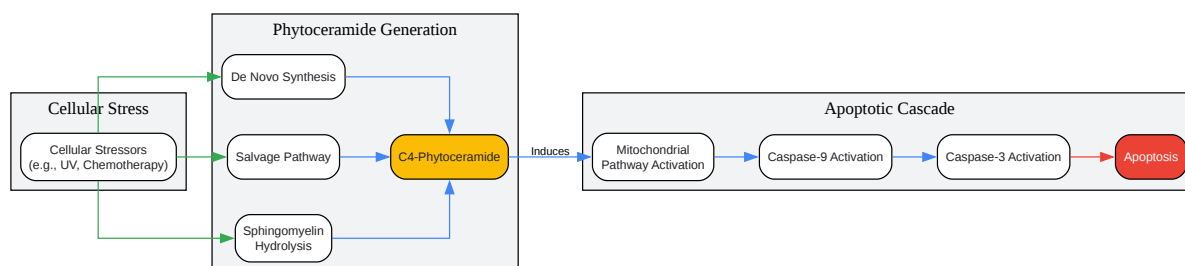 Phytoceramide Generation
De Novo Synthesis
Cellular Stress
Apoptotic Cascade
Cellular Stressors
(e.g., UV, Chemotherapy)
Salvage Pathway
C4-Phytoceramide
Induces
Mitochondrial
Pathway Activation
Caspase-9 Activation
Caspase-3 Activation
Apoptosis
Sphingomyelin
Hydrolysis